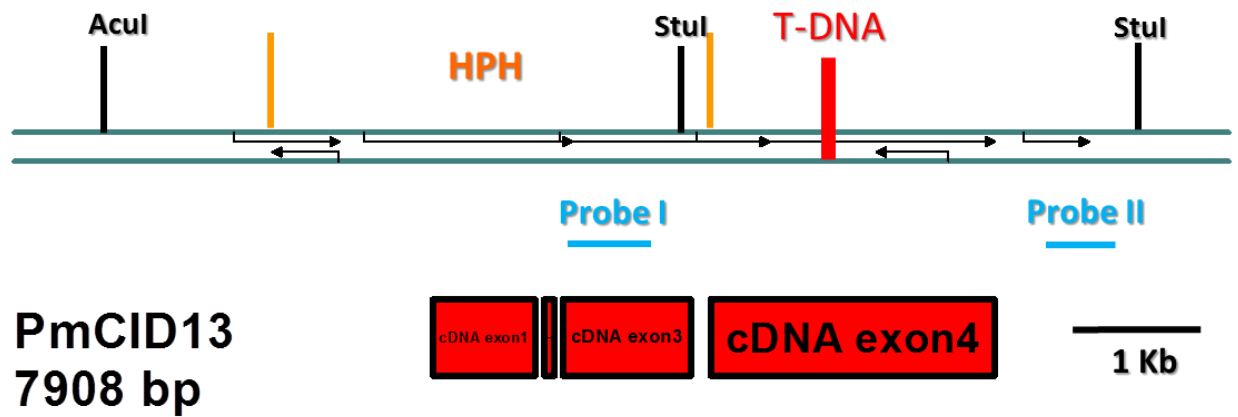 AcuI
HPH
StuI
T-DNA
StuI
Probe I
Probe II
PmCID13
7908 bp
cDNA exon1
cDNA exon3
cDNA exon4
1 Kb